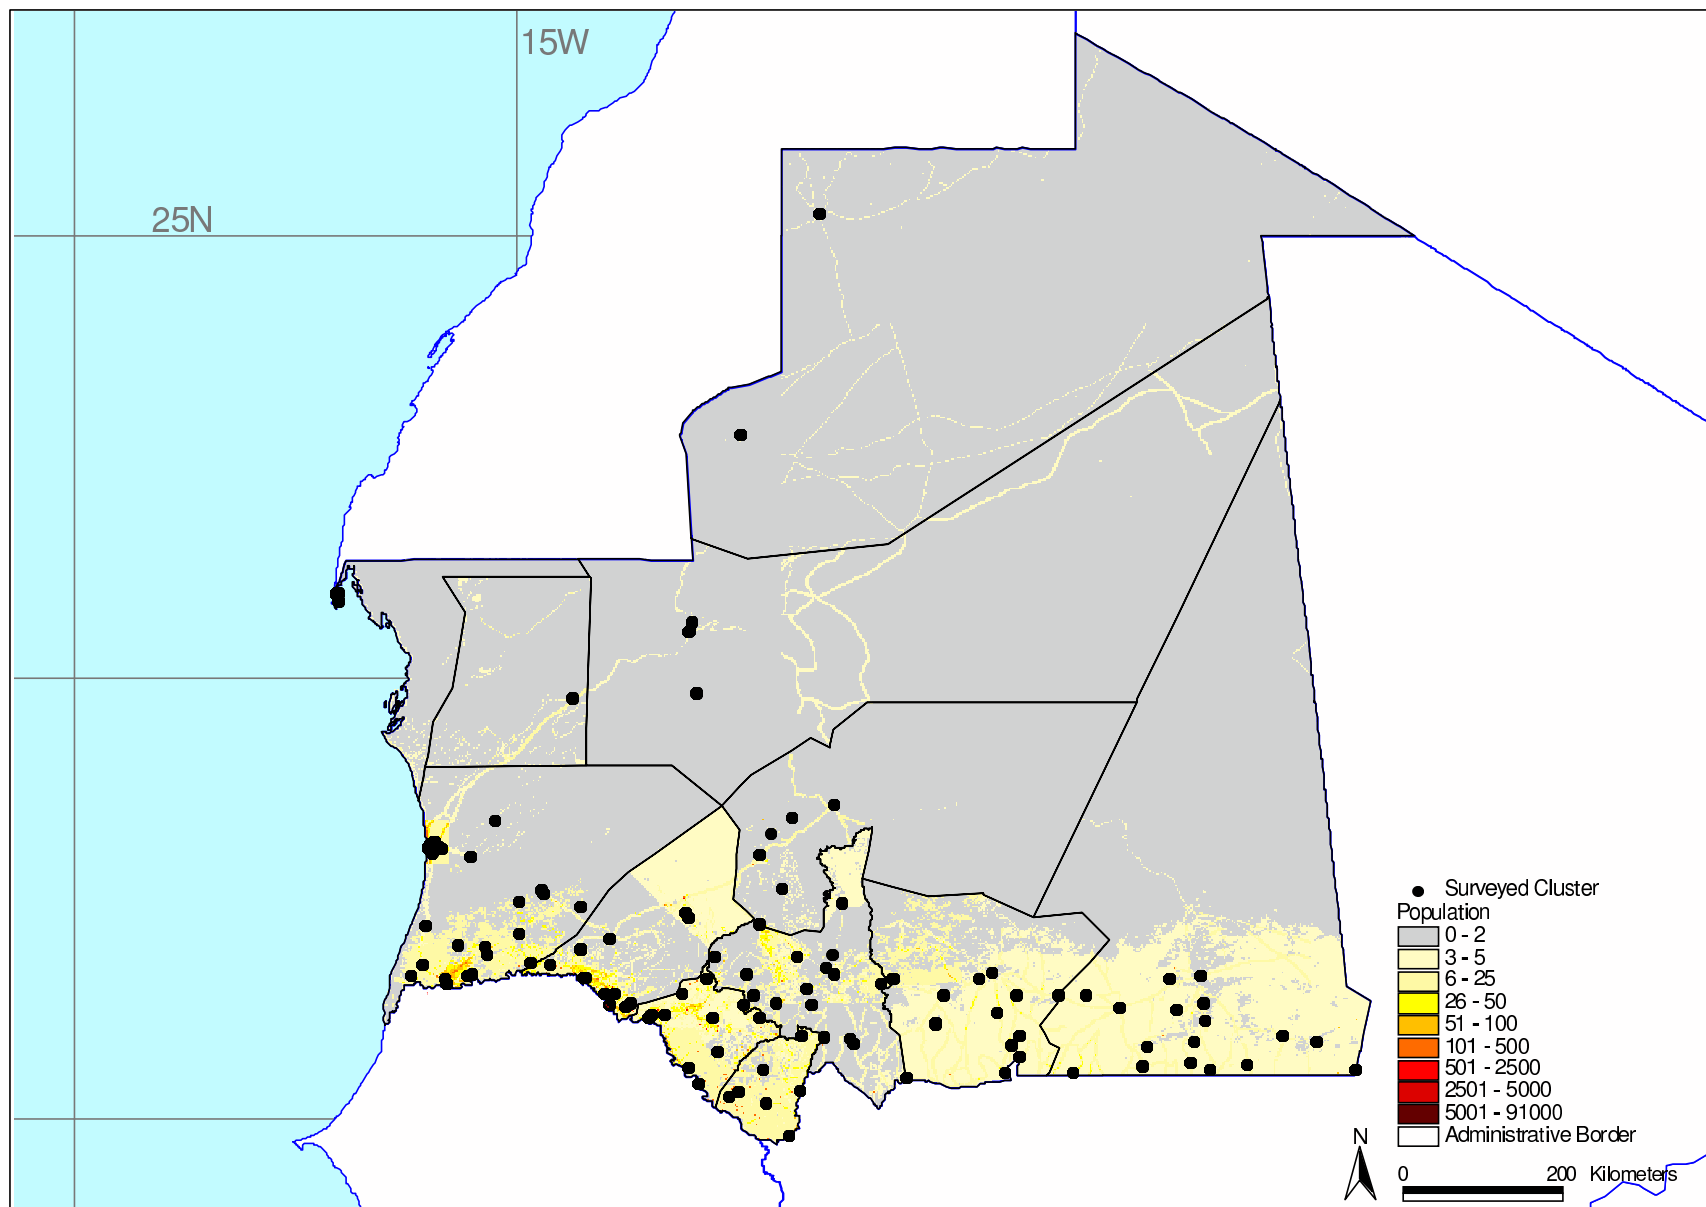 15W
25N
Surveyed Cluster
Population
0 - 2
3 - 5
6 - 25
26 - 50
51 - 100
101 - 500
501 - 2500
2501 - 5000
5001 - 91000
Administrative Border
N
0 200 Kilometers